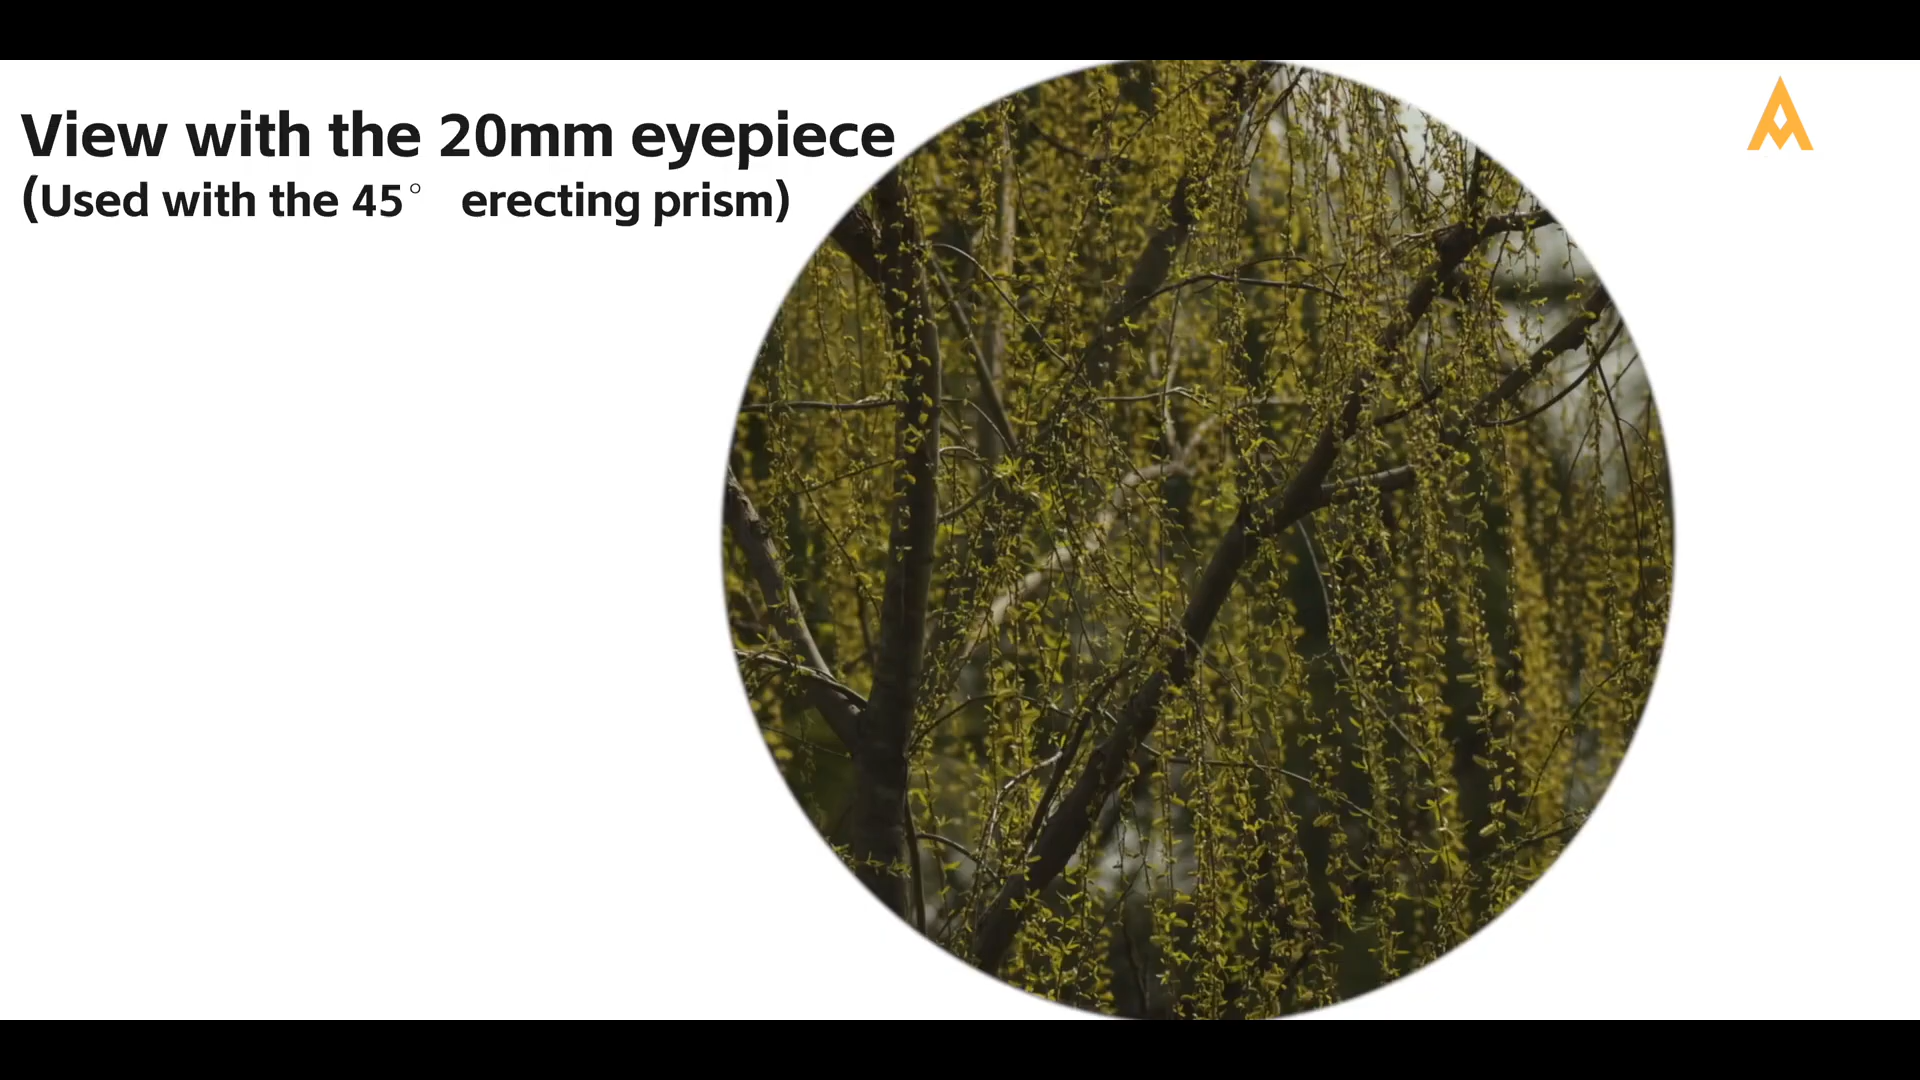 View with the 20mm eyepiece
(Used with the 45° erecting prism)